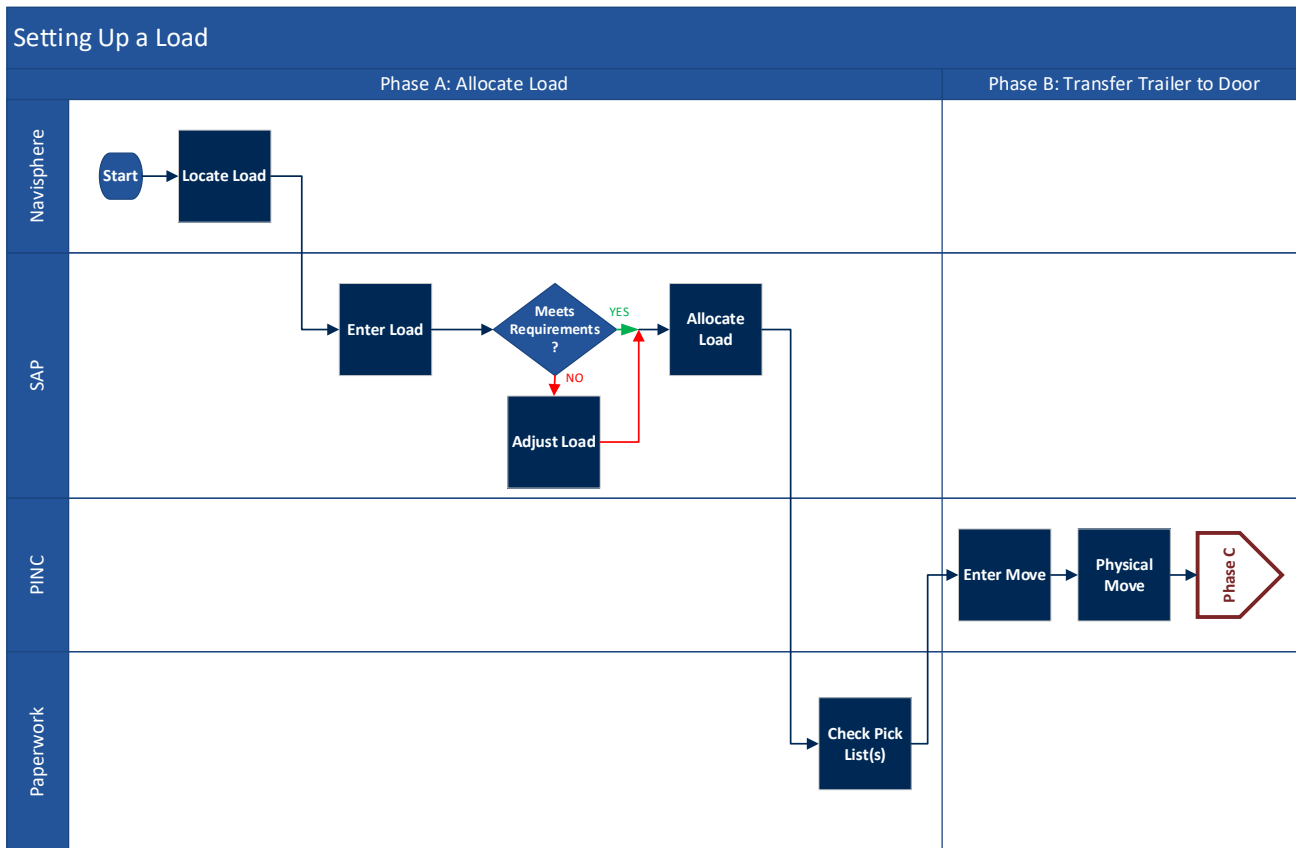 Setting Up a Load
Phase A: Allocate Load
Phase B: Transfer Trailer to Door
Navisphere
Start
Locate Load
SAP
Enter Load
Meets
Requirements
?
YES
NO
Adjust Load
Allocate
Load
PINC
Enter Move
Physical
Move
Phase C
Paperwork
Check Pick
List(s)